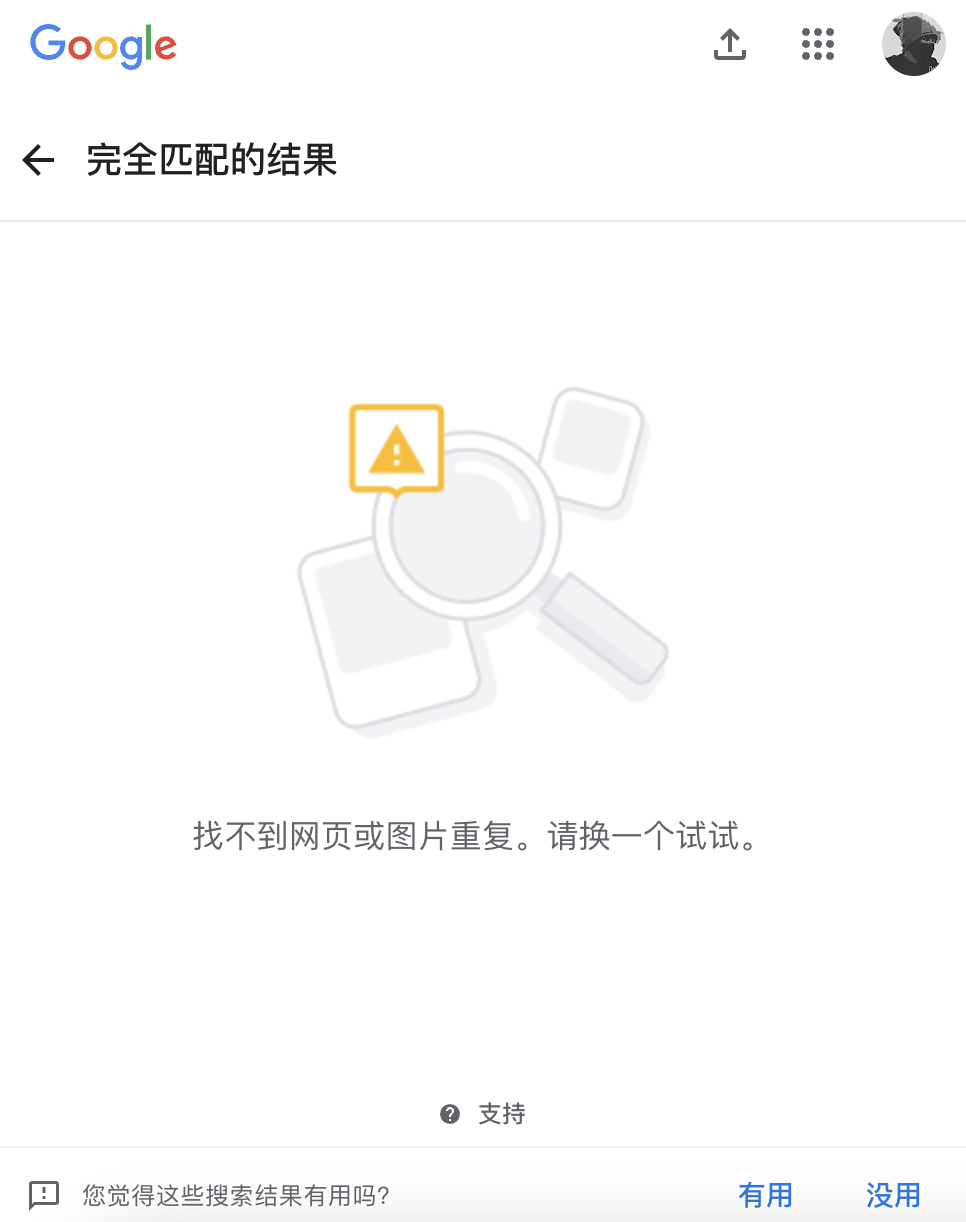 Google
完全匹配的结果
找不到网页或图片重复。请换一个试试。
支持
您觉得这些搜索结果有用吗?
有用
没用